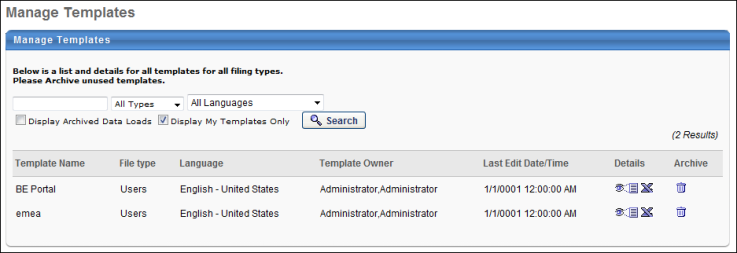 Manage Templates
Manage Templates
Below is a list and details for all templates for all filing types.
Please Archive unused templates.
All Types All Languages
Display Archived Data Loads Display My Templates Only Search
(2 Results)
Template Name File type Language Template Owner Last Edit Date/Time Details Archive
BE Portal Users English - United States Administrator,Administrator 1/1/0001 12:00:00 AM
emea Users English - United States Administrator,Administrator 1/1/0001 12:00:00 AM